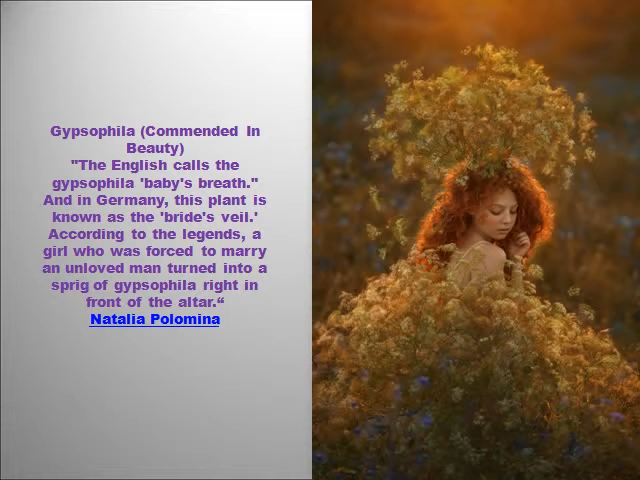 Gypsophila (Commended In
Beauty)
"The English calls the
gypsophila 'baby's breath."
And in Germany, this plant is
known as the 'bride's veil.'
According to the legends, a
girl who was forced to marry
an unloved man turned into a
sprig of gypsophila right in
front of the altar.“
Natalia Polomina